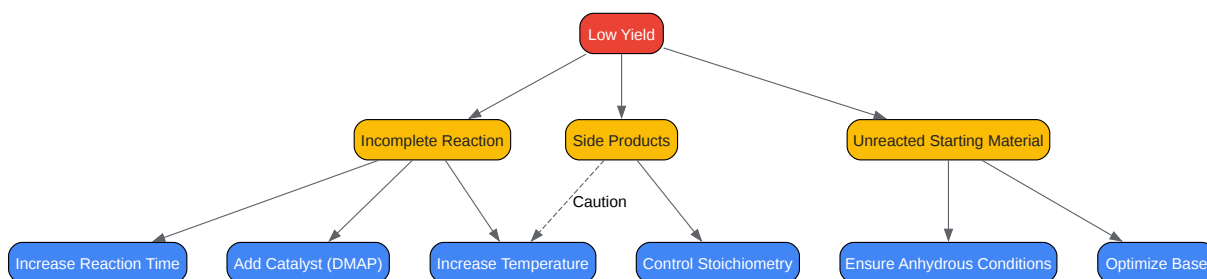 Low Yield
Incomplete Reaction
Side Products
Unreacted Starting Material
Caution
Increase Reaction Time
Add Catalyst (DMAP)
Increase Temperature
Control Stoichiometry
Ensure Anhydrous Conditions
Optimize Base